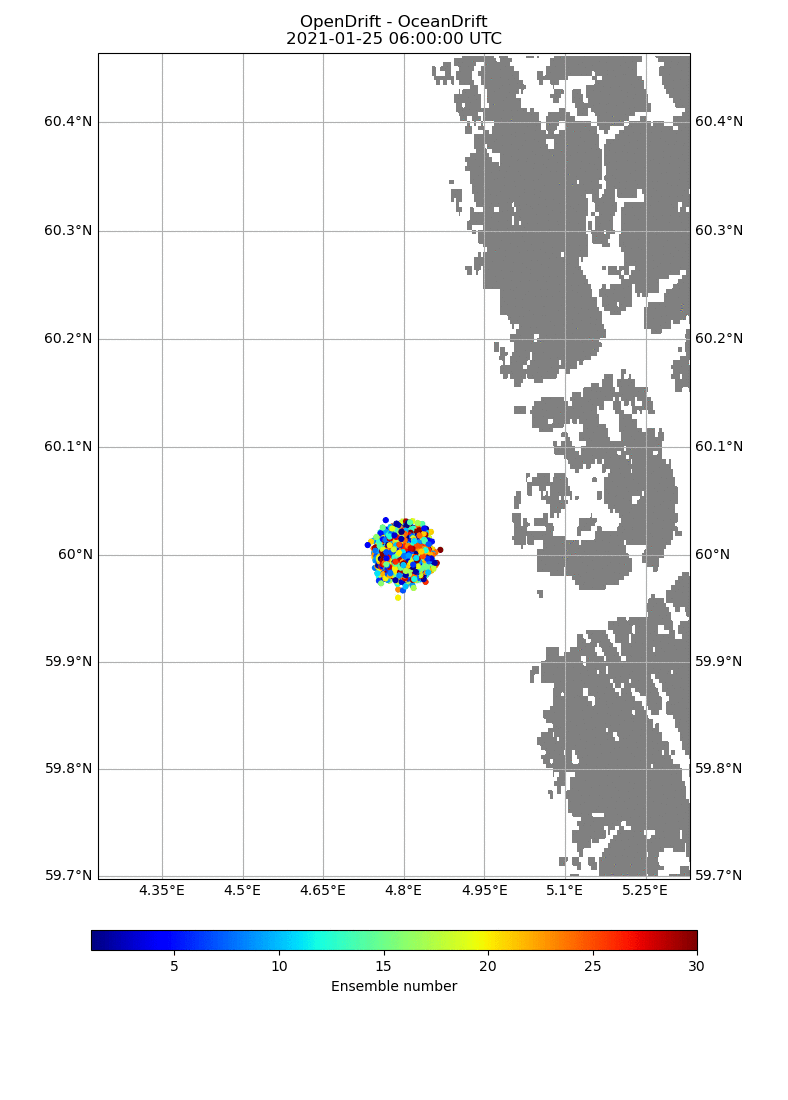 OpenDrift - OceanDrift
2021-01-25 06:00:00 UTC
60.4°N 60.4°N
60.3°N 60.3°N
60.2°N 60.2°N
60.1°N 60.1°N
60°N 60°N
59.9°N 59.9°N
59.8°N 59.8°N
59.7°N 59.7°N
4.35°E 4.5°E 4.65°E 4.8°E 4.95°E 5.1°E 5.25°E
5 10 15 20 25 30
Ensemble number